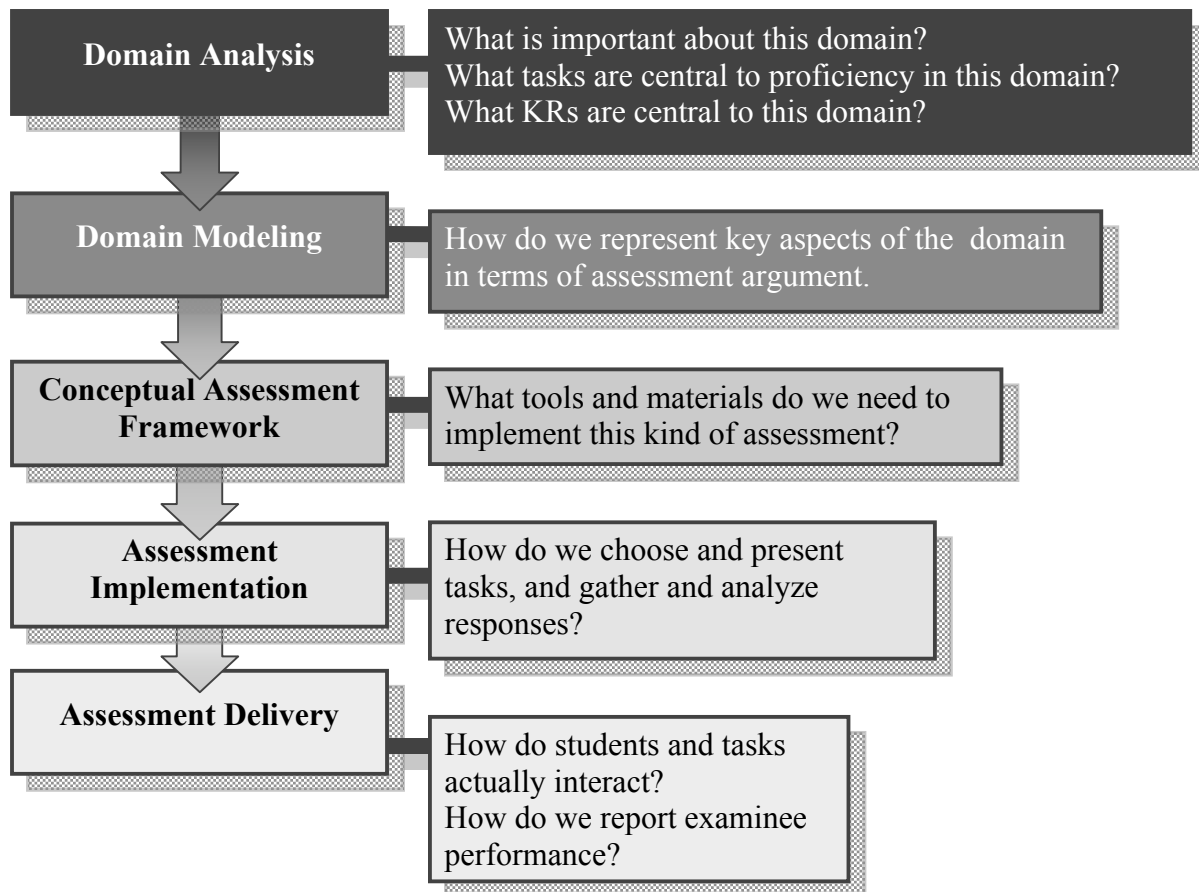 Domain Analysis
What is important about this domain?
What tasks are central to proficiency in this domain?
What KRs are central to this domain?
Domain Modeling
How do we represent key aspects of the domain
in terms of assessment argument.
Conceptual Assessment
Framework
What tools and materials do we need to
implement this kind of assessment?
Assessment
Implementation
How do we choose and present
tasks, and gather and analyze
responses?
Assessment Delivery
How do students and tasks
actually interact?
How do we report examinee
performance?